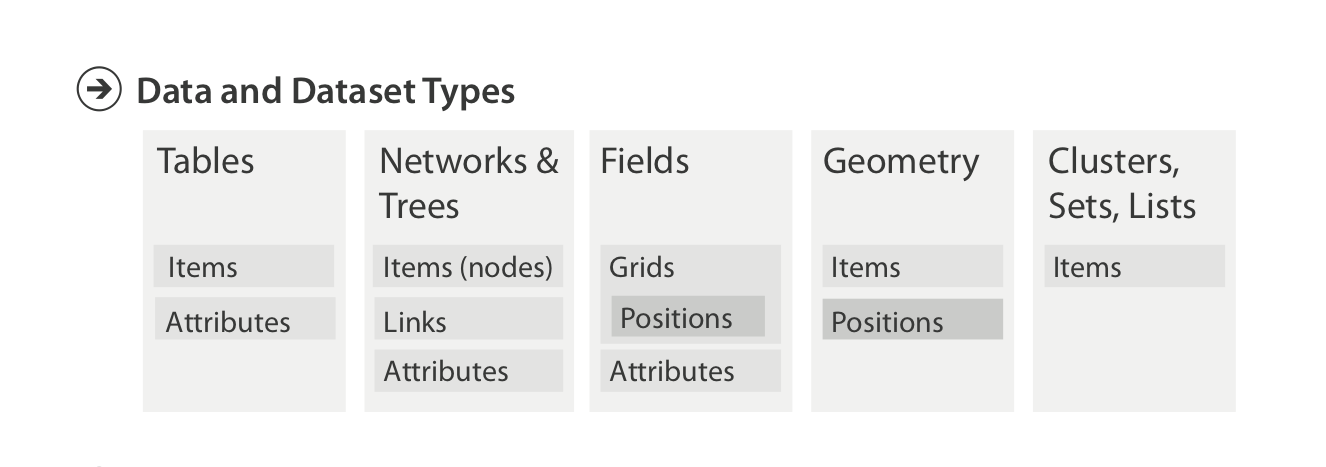 Data and Dataset Types
Tables
Items
Attributes
Networks &
Trees
Items (nodes)
Links
Attributes
Fields
Grids
Positions
Attributes
Geometry
Items
Positions
Clusters,
Sets, Lists
Items